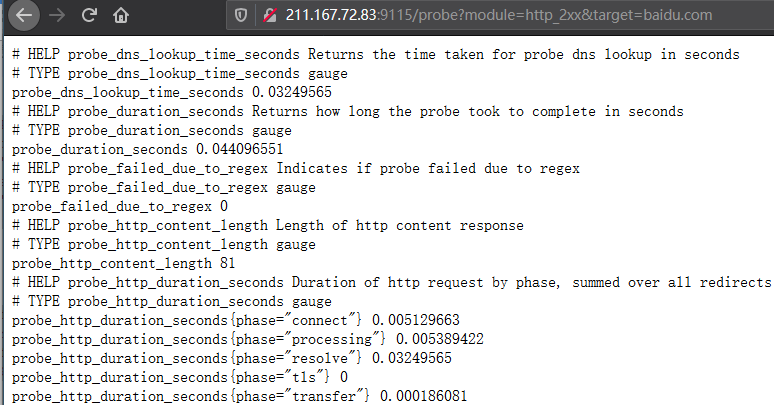 211.167.72.83:9115/probe?module=http_2xx&target=baidu.com
# HELP probe_dns_lookup_time_seconds Returns the time taken for probe dns lookup in seconds
# TYPE probe_dns_lookup_time_seconds gauge
probe_dns_lookup_time_seconds 0.03249565
# HELP probe_duration_seconds Returns how long the probe took to complete in seconds
# TYPE probe_duration_seconds gauge
probe_duration_seconds 0.044096551
# HELP probe_failed_due_to_regex Indicates if probe failed due to regex
# TYPE probe_failed_due_to_regex gauge
probe_failed_due_to_regex 0
# HELP probe_http_content_length Length of http content response
# TYPE probe_http_content_length gauge
probe_http_content_length 81
# HELP probe_http_duration_seconds Duration of http request by phase, summed over all redirects
# TYPE probe_http_duration_seconds gauge
probe_http_duration_seconds{phase="connect"} 0.005129663
probe_http_duration_seconds{phase="processing"} 0.005389422
probe_http_duration_seconds{phase="resolve"} 0.03249565
probe_http_duration_seconds{phase="tls"} 0
probe_http_duration_seconds{phase="transfer"} 0.000186081